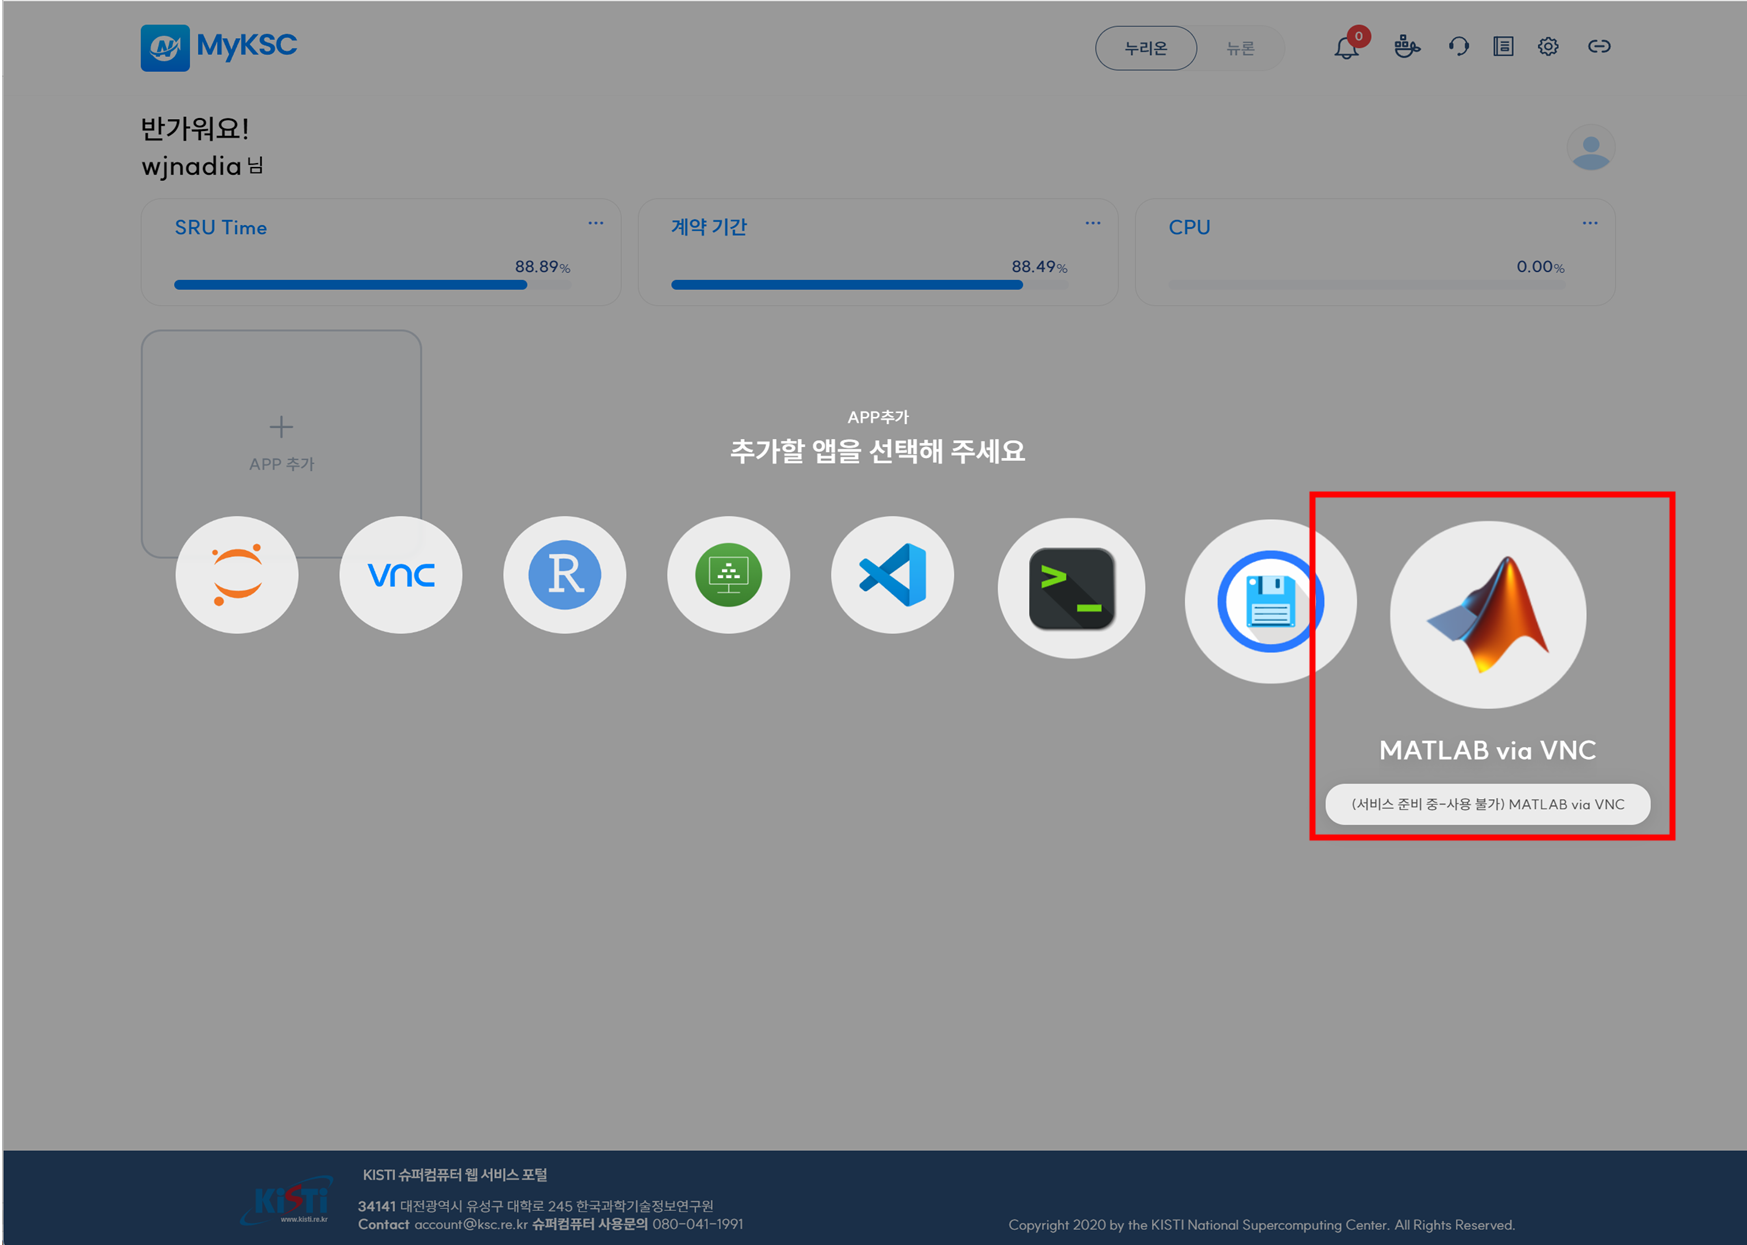 MyKSC
누리온
뉴론
0
반가워요!
wjnadia 님
SRU Time
...
88.89%
계약 기간
...
88.49%
CPU
...
0.00%
APP 추가
APP추가
추가할 앱을 선택해 주세요
vnc
R
MATLAB via VNC
(서비스 준비 중-사용 불가) MATLAB via VNC
KiSTi
www.kisti.re.kr
KISTI 슈퍼컴퓨터 웹 서비스 포털
34141 대전광역시 유성구 대학로 245 한국과학기술정보연구원
Contact account@ksc.re.kr 슈퍼컴퓨터 사용문의 080-041-1991
Copyright 2020 by the KISTI National Supercomputing Center. All Rights Reserved.